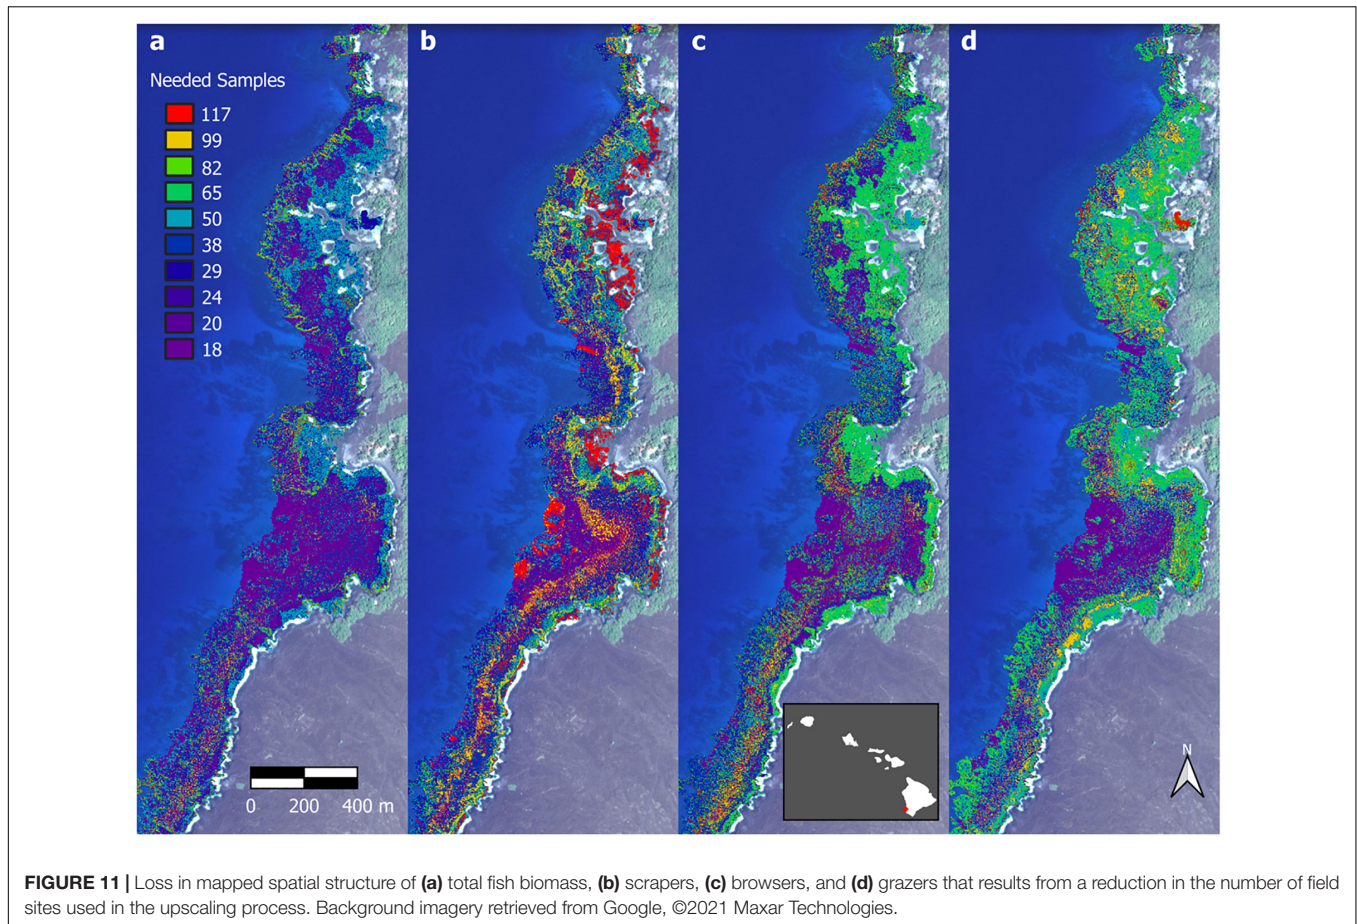 a
b
c
d
Needed Samples
117
99
82
65
50
38
29
24
20
18
0 200 400 m
N
FIGURE 11 | Loss in mapped spatial structure of (a) total fish biomass, (b) scrapers, (c) browsers, and (d) grazers that results from a reduction in the number of field
sites used in the upscaling process. Background imagery retrieved from Google, ©2021 Maxar Technologies.